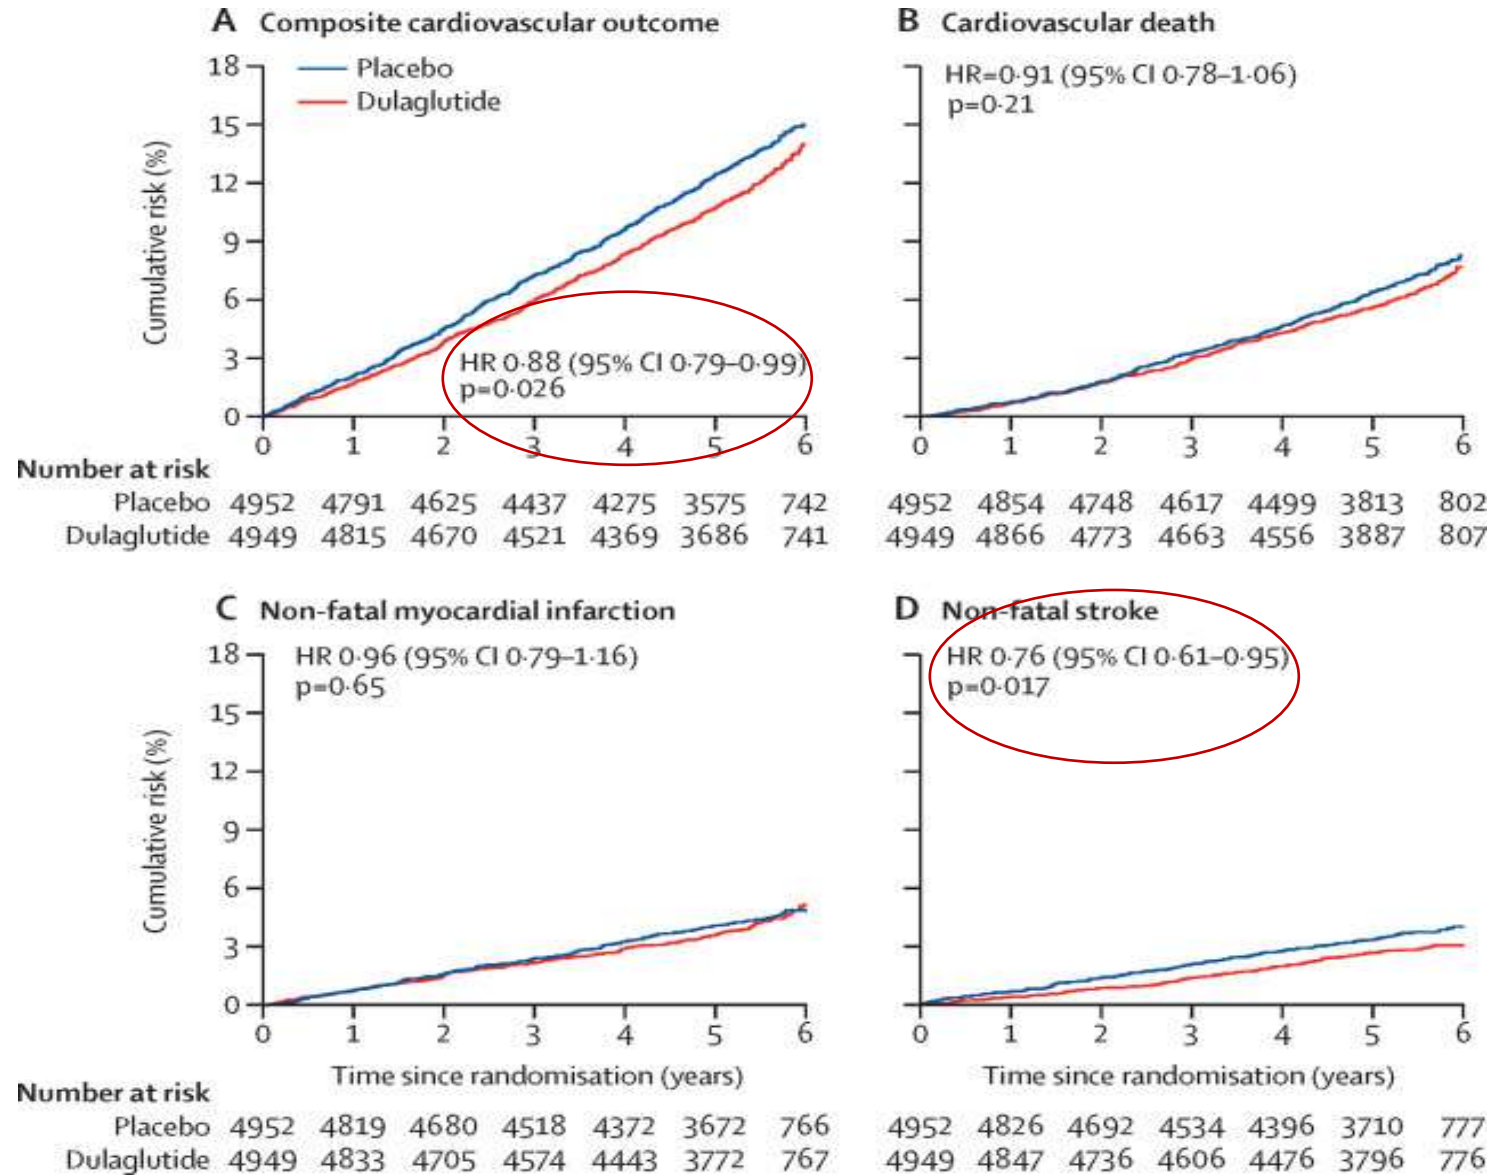 A Composite cardiovascular outcome
Cumulative risk (%)
18
15
12
9
6
3
0
Placebo
Dulaglutide
HR 0·88 (95% CI 0·79–0·99)
p=0·026
0 1 2 3 4 5 6
Number at risk
Placebo 4952 4791 4625 4437 4275 3575 742
Dulaglutide 4949 4815 4670 4521 4369 3686 741
B Cardiovascular death
HR=0·91 (95% CI 0·78–1·06)
p=0·21
0 1 2 3 4 5 6
4952 4854 4748 4617 4499 3813 802
4949 4866 4773 4663 4556 3887 807
C Non-fatal myocardial infarction
Cumulative risk (%)
18
15
12
9
6
3
0
HR 0·96 (95% CI 0·79–1·16)
p=0·65
0 1 2 3 4 5 6
Time since randomisation (years)
Number at risk
Placebo 4952 4819 4680 4518 4372 3672 766
Dulaglutide 4949 4833 4705 4574 4443 3772 767
D Non-fatal stroke
HR 0·76 (95% CI 0·61–0·95)
p=0·017
0 1 2 3 4 5 6
Time since randomisation (years)
4952 4826 4692 4534 4396 3710 777
4949 4847 4736 4606 4476 3796 776